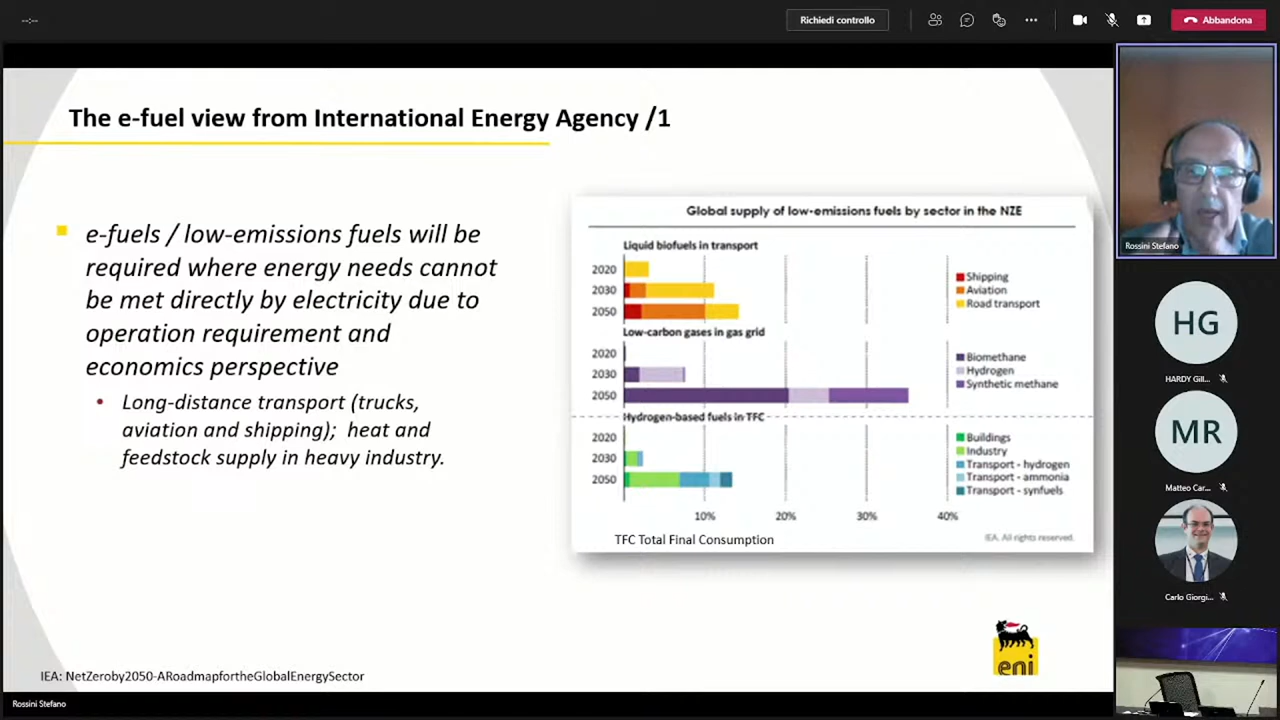 --:--
Richiedi controllo
Abbandona
The e-fuel view from International Energy Agency /1
e-fuels / low-emissions fuels will be
required where energy needs cannot
be met directly by electricity due to
operation requirement and
economics perspective
Long-distance transport (trucks,
aviation and shipping); heat and
feedstock supply in heavy industry.
Global supply of low-emissions fuels by sector in the NZE
Liquid biofuels in transport
2020
2030
2050
Shipping
Aviation
Road transport
Low-carbon gases in gas grid
2020
2030
2050
Biomethane
Hydrogen
Synthetic methane
Hydrogen-based fuels in TFC
2020
2030
2050
Buildings
Industry
Transport - hydrogen
Transport - ammonia
Transport - synfuels
10% 20% 30% 40%
TFC Total Final Consumption
IEA. All rights reserved.
eni
IEA: NetZeroby2050-ARoadmapfortheGlobalEnergySector
Rossini Stefano
Rossini Stefano
HG
HARDY Gill...
MR
Matteo Car...
Carlo Giorgi...